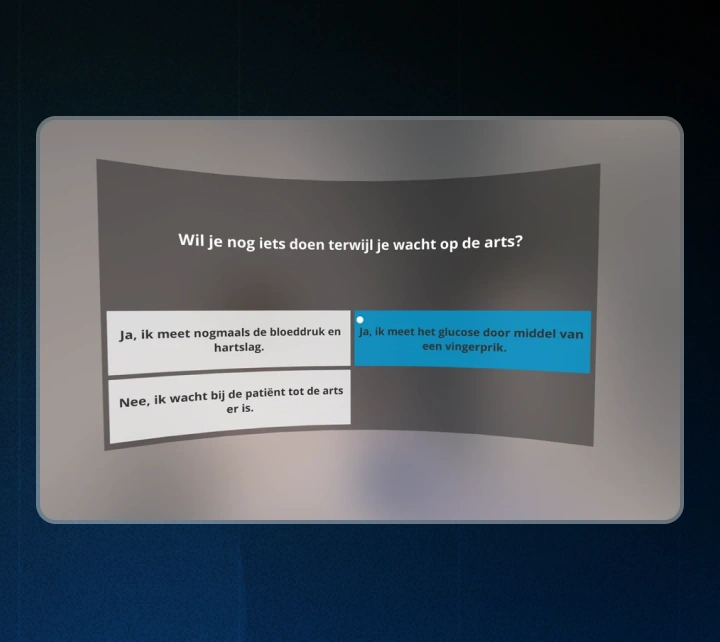 Wil je nog iets doen terwijl je wacht op de arts?
Ja, ik meet nogmaals de bloeddruk en
hartslag.
Ja, ik meet het glucose door middel van
een vingerprik.
Nee, ik wacht bij de patiënt tot de arts
er is.